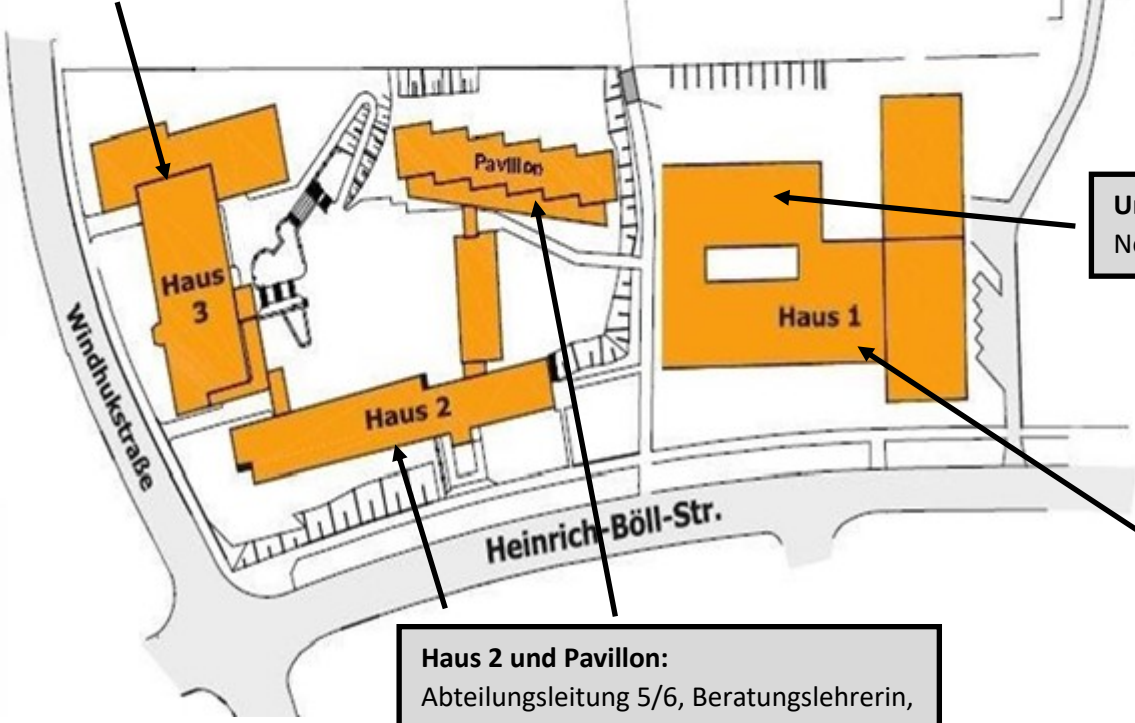 Pavillon
Haus
3
Haus 1
Haus 2
Windhukstraße
Heinrich-Böll-Str.
Haus 2 und Pavillon:
Abteilungsleitung 5/6, Beratungslehrerin,